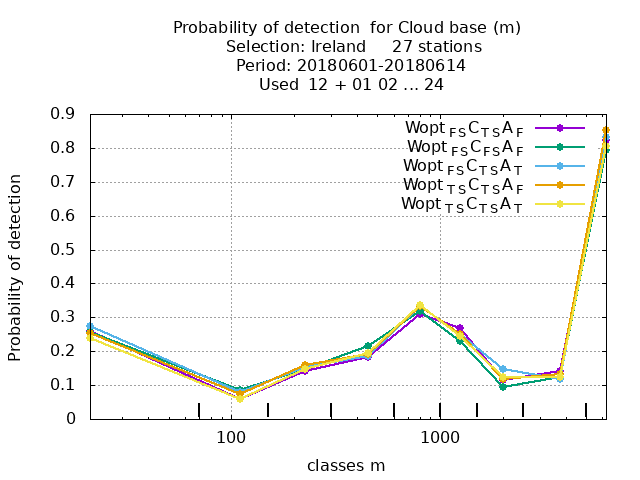 Probability of detection  for Cloud base (m)
Selection: Ireland     27 stations
Period: 20180601-20180614
Used  12 + 01 02 ... 24
Wopt FS C TS A F
Wopt FS C FS A F
Wopt FS C TS A T
Wopt TS C TS A F
Wopt TS C TS A T
Probability of detection
0.9
0.8
0.7
0.6
0.5
0.4
0.3
0.2
0.1
0
100 1000
classes m